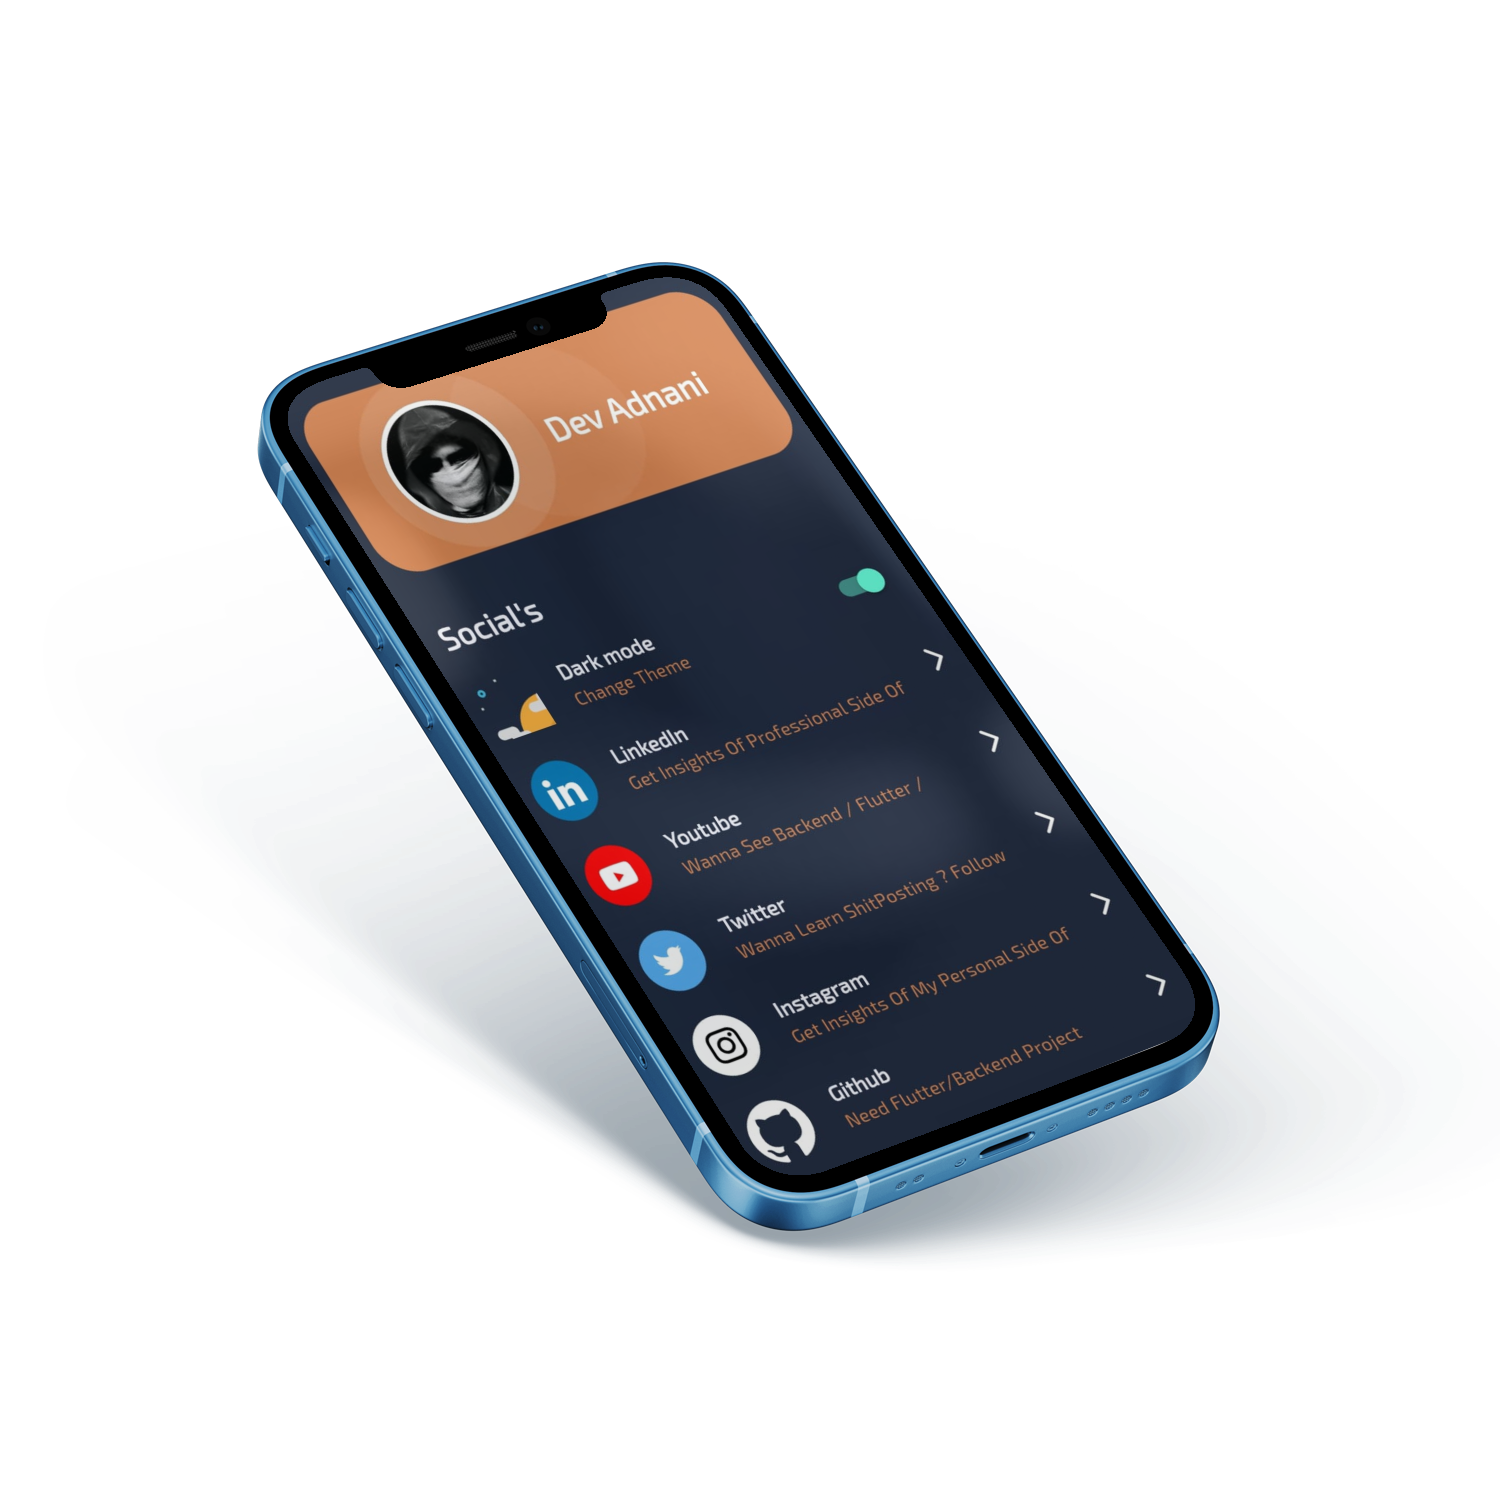 Dev Adnani
Social's
Dark mode
Change Theme
LinkedIn
Get Insights Of Professional Side Of
Youtube
Wanna See Backend / Flutter /
Twitter
Wanna Learn ShitPosting ? Follow
Instagram
Get Insights Of My Personal Side Of
Github
Need Flutter/Backend Project